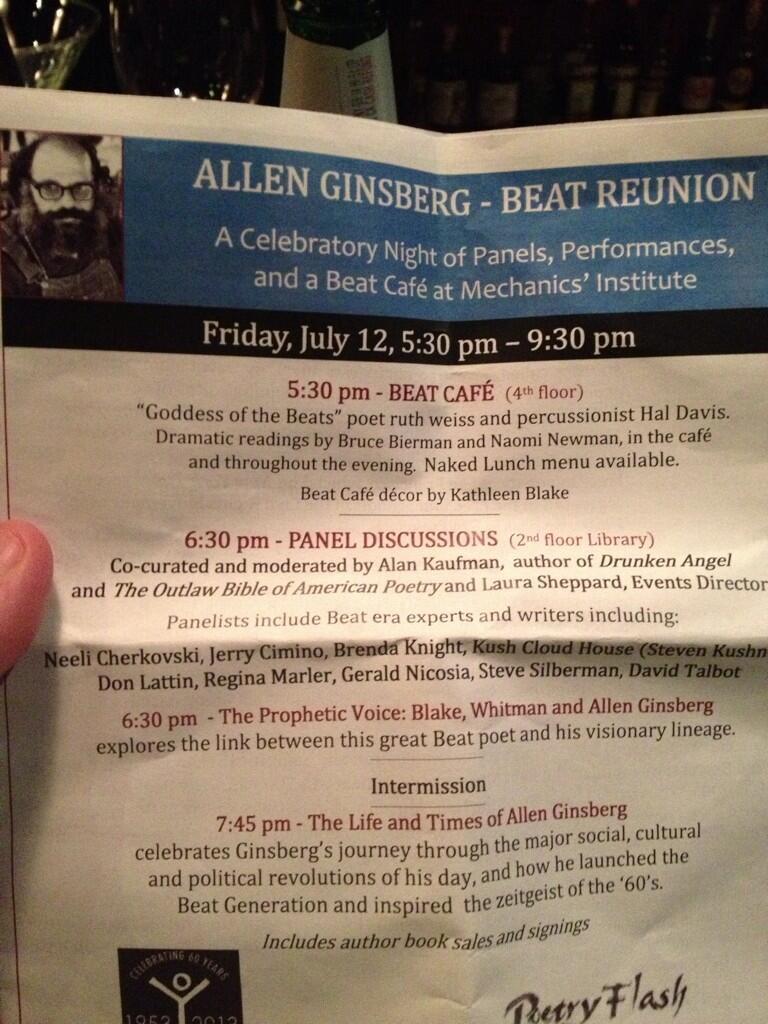 ALLEN GINSBERG - BEAT REUNION
A Celebratory Night of Panels, Performances,
and a Beat Café at Mechanics' Institute
Friday, July 12, 5:30 pm – 9:30 pm
5:30 pm - BEAT CAFÉ (4th floor)
"Goddess of the Beats" poet ruth weiss and percussionist Hal Davis.
Dramatic readings by Bruce Bierman and Naomi Newman, in the café
and throughout the evening. Naked Lunch menu available.
Beat Café décor by Kathleen Blake
6:30 pm - PANEL DISCUSSIONS (2nd floor Library)
Co-curated and moderated by Alan Kaufman, author of Drunken Angel
and The Outlaw Bible of American Poetry and Laura Sheppard, Events Director
Panelists include Beat era experts and writers including:
Neeli Cherkovski, Jerry Cimino, Brenda Knight, Kush Cloud House (Steven Kushn
Don Lattin, Regina Marler, Gerald Nicosia, Steve Silberman, David Talbot
6:30 pm - The Prophetic Voice: Blake, Whitman and Allen Ginsberg
explores the link between this great Beat poet and his visionary lineage.
Intermission
7:45 pm - The Life and Times of Allen Ginsberg
celebrates Ginsberg's journey through the major social, cultural
and political revolutions of his day, and how he launched the
Beat Generation and inspired the zeitgeist of the '60's.
Includes author book sales and signings
CELEBRATING 60 YEARS
1953 2013
Poetry Flash